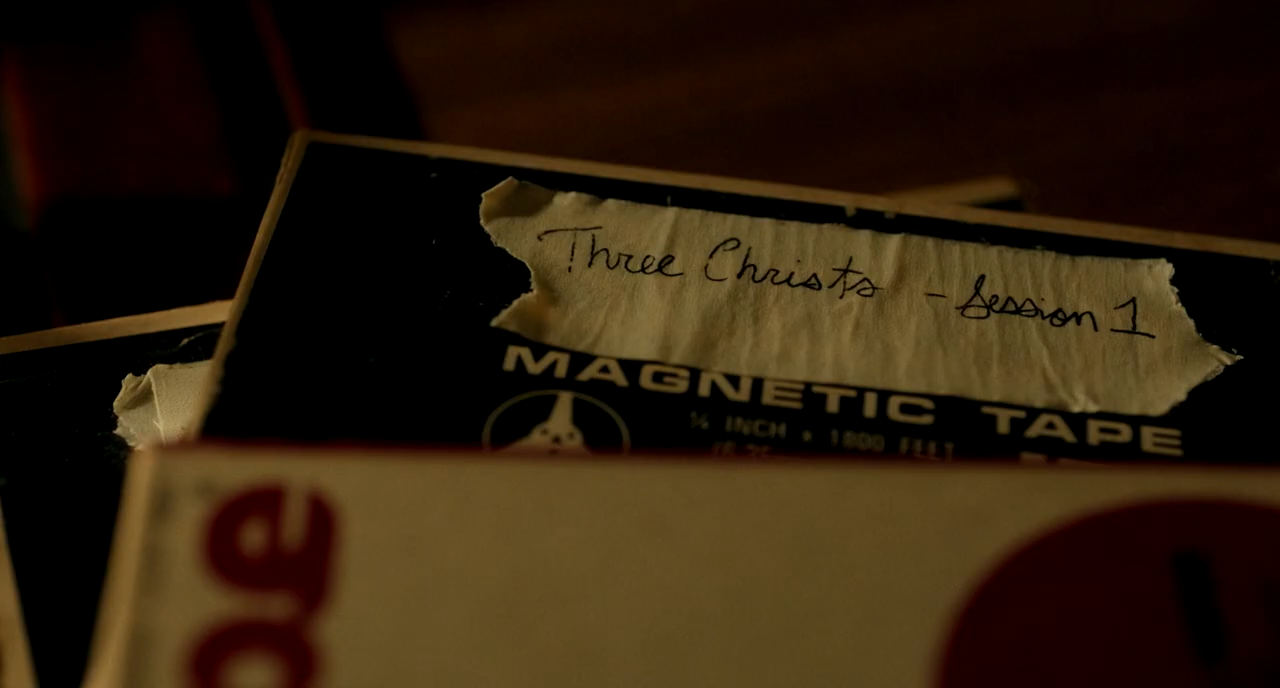 Three Christs - Session 1
MAGNETIC TAPE
¼ INCH x 1800 FEET